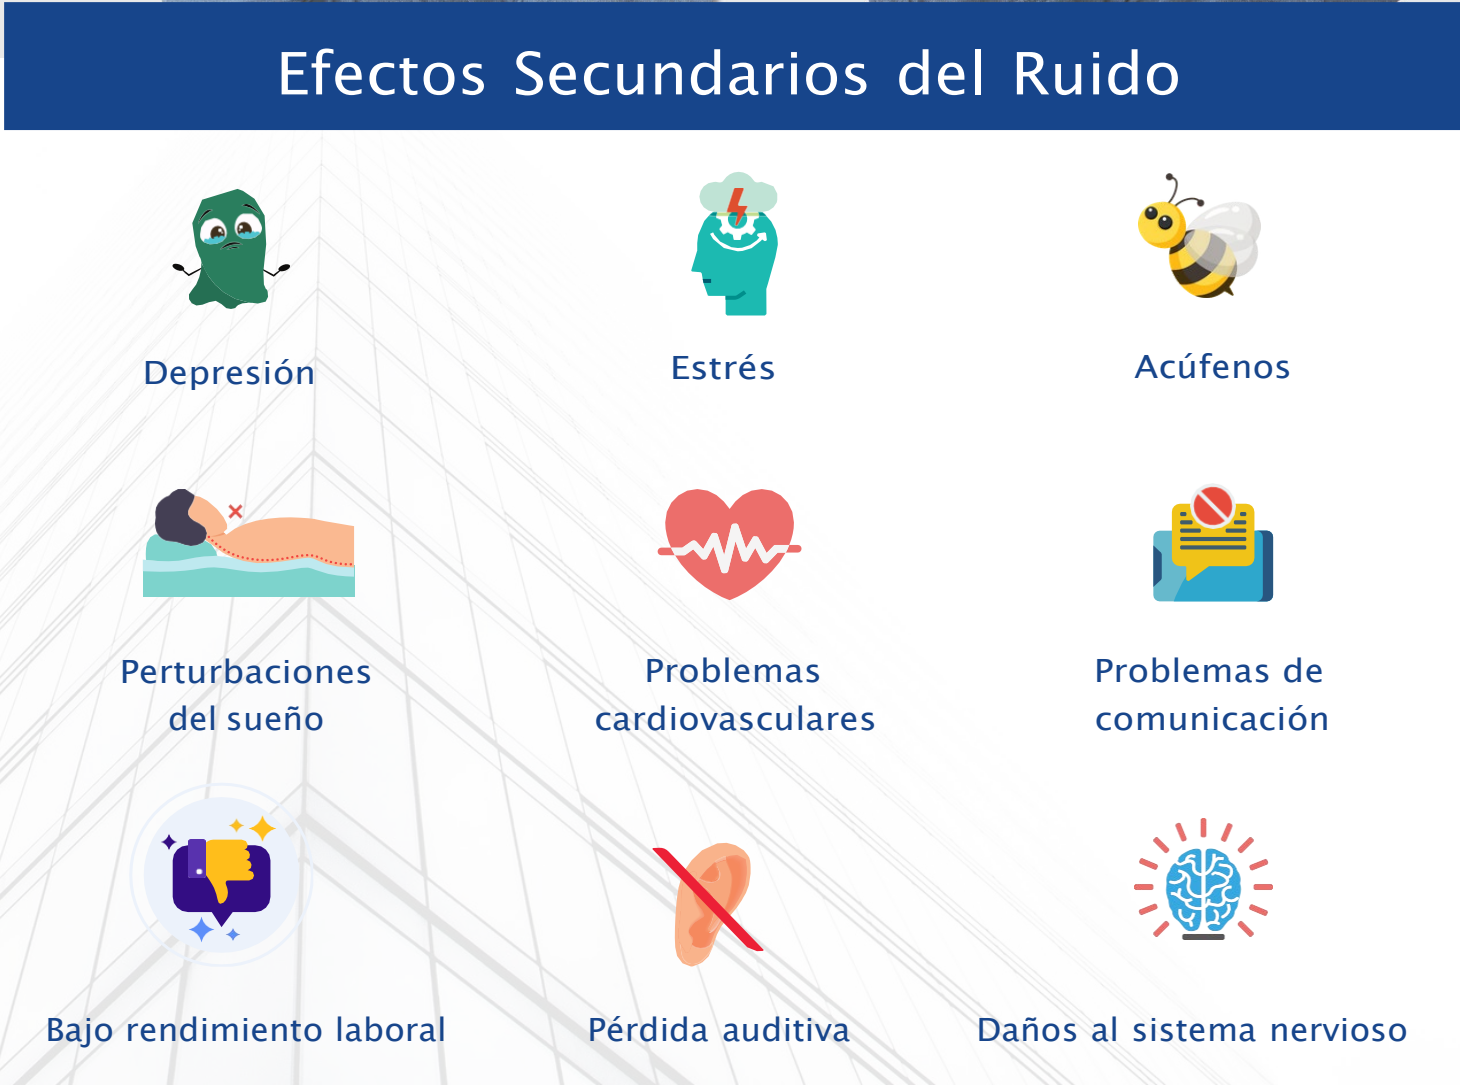 Efectos Secundarios del Ruido
Depresión
Estrés
Acúfenos
Perturbaciones
del sueño
Problemas
cardiovasculares
Problemas de
comunicación
Bajo rendimiento laboral
Pérdida auditiva
Daños al sistema nervioso